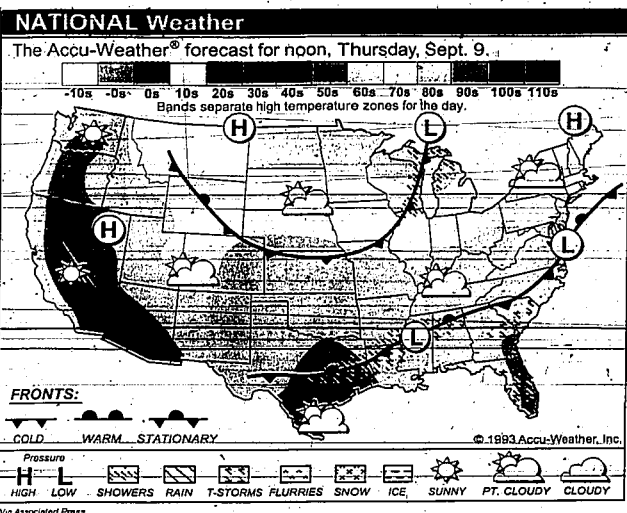 NATIONAL Weather
The Accu-Weather® forecast for noon, Thursday, Sept. 9.
-10s -0s 0s 10s 20s 30s 40s 50s 60s 70s 80s 90s 100s 110s
Bands separate high temperature zones for the day.
H L H
H
L
L
FRONTS:
COLD WARM STATIONARY
© 1993 Accu-Weather, Inc.
Pressure
H L
HIGH LOW SHOWERS RAIN T-STORMS FLURRIES SNOW ICE SUNNY PT. CLOUDY CLOUDY
Via Associated Press